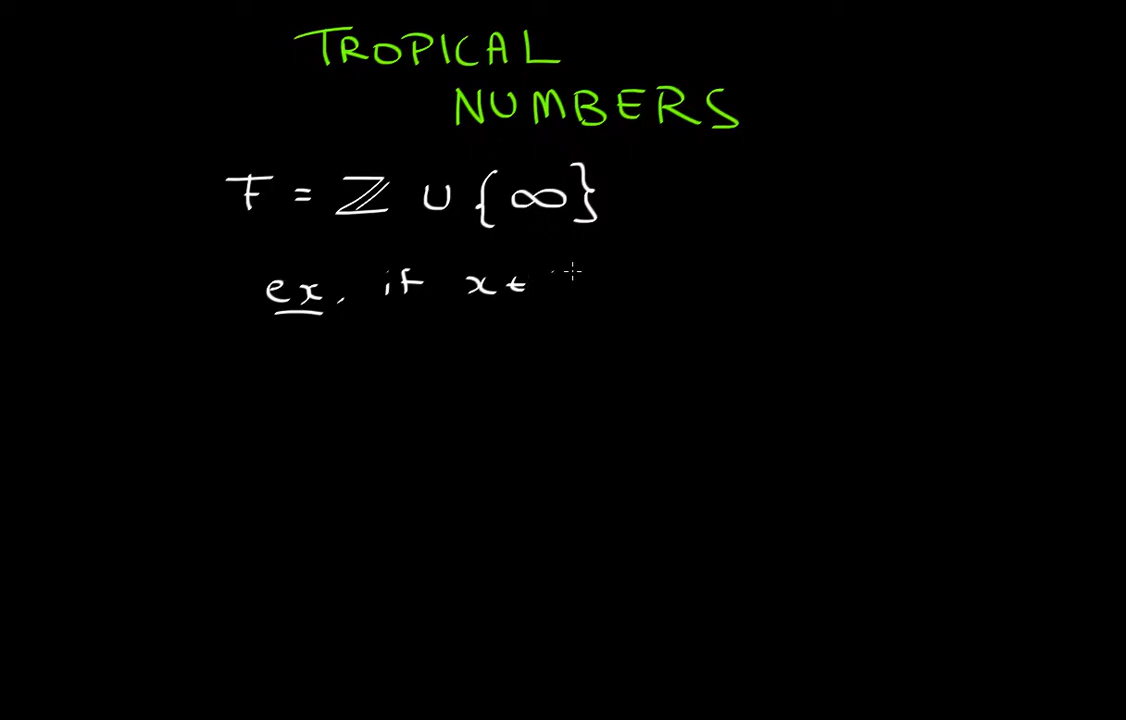 TROPICAL
NUMBERS
T = ℤ ∪ {∞}
ex, if x ∈